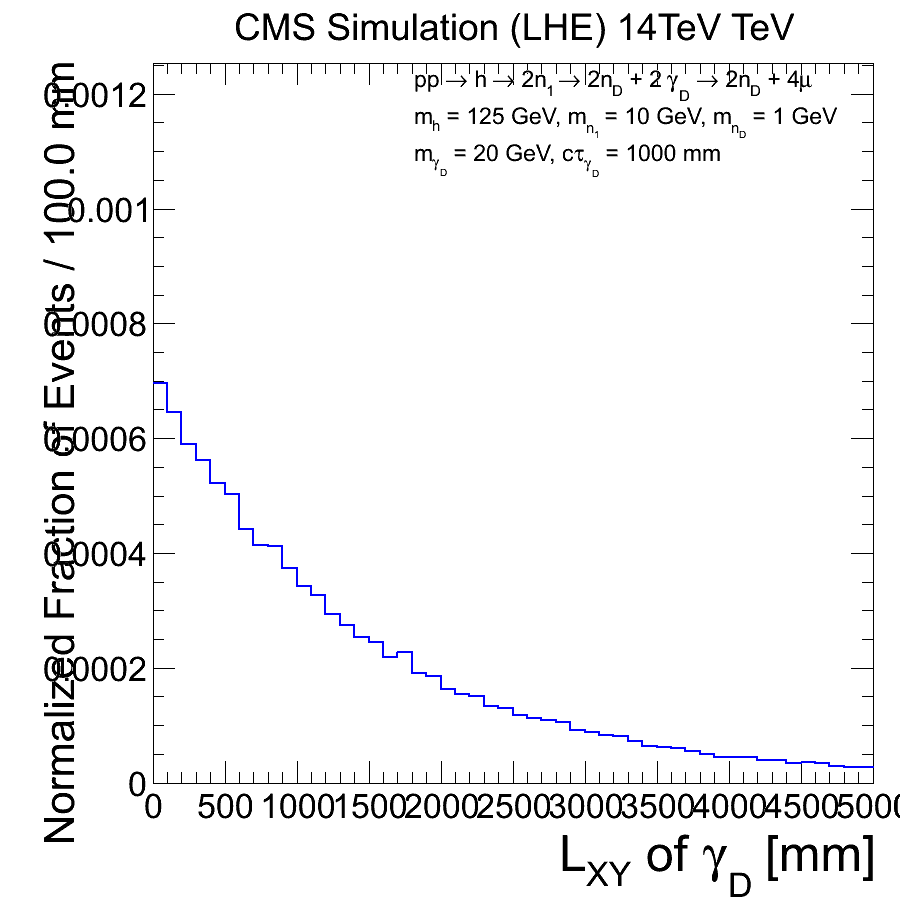 CMS Simulation (LHE) 14TeV TeV
pp → h → 2n1 → 2nD + 2 γD → 2nD + 4μ
mh = 125 GeV, mn1 = 10 GeV, mnD = 1 GeV
mγD = 20 GeV, cτγD = 1000 mm
Normalized Fraction of Events / 100.0 mm
0.0012
0.001
0.0008
0.0006
0.0004
0.0002
0
0 500 1000 1500 2000 2500 3000 3500 4000 4500 5000
LXY of γD [mm]